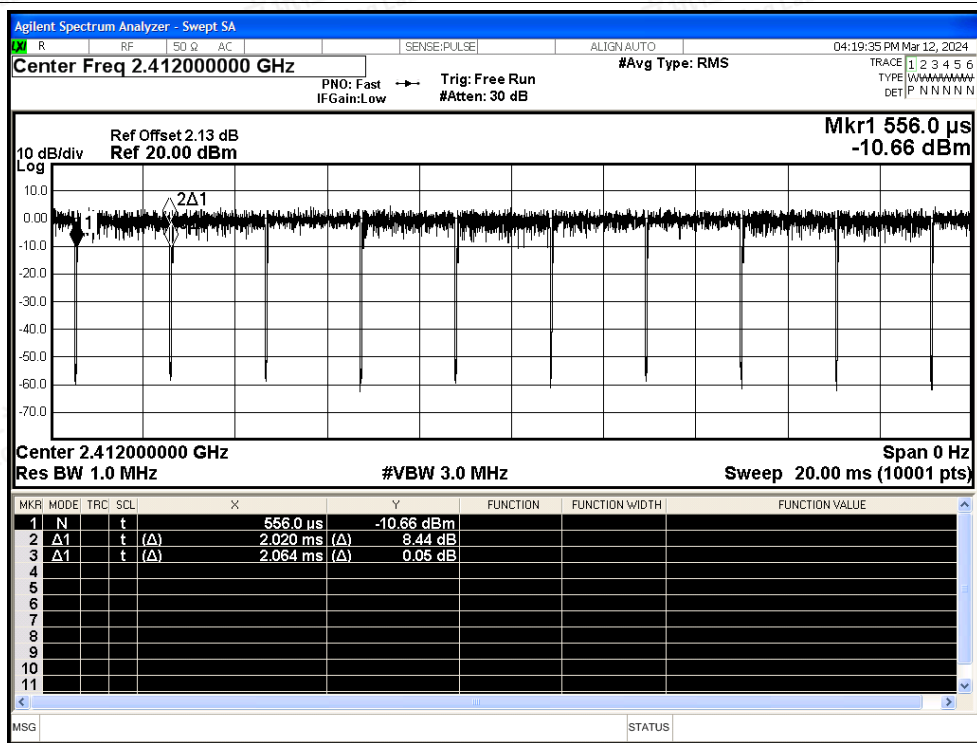 Agilent Spectrum Analyzer - Swept SA
LXI R RF 50 Ω AC SENSE:PULSE ALIGN AUTO 04:19:35 PM Mar 12, 2024
Center Freq 2.412000000 GHz
PNO: Fast
IFGain:Low
Trig: Free Run
#Atten: 30 dB
#Avg Type: RMS
TRACE 1 2 3 4 5 6
TYPE WWWWWW
DET P N N N N N
Mkr1 556.0 µs
-10.66 dBm
Ref Offset 2.13 dB
10 dB/div Ref 20.00 dBm
Log
10.0
0.00
-10.0
-20.0
-30.0
-40.0
-50.0
-60.0
-70.0
1
2Δ1
Center 2.412000000 GHz Span 0 Hz
Res BW 1.0 MHz #VBW 3.0 MHz Sweep 20.00 ms (10001 pts)
MKR MODE TRC SCL X Y FUNCTION FUNCTION WIDTH FUNCTION VALUE
1 N t 556.0 µs -10.66 dBm
2 Δ1 t (Δ) 2.020 ms (Δ) 8.44 dB
3 Δ1 t (Δ) 2.064 ms (Δ) 0.05 dB
4
5
6
7
8
9
10
11
MSG STATUS